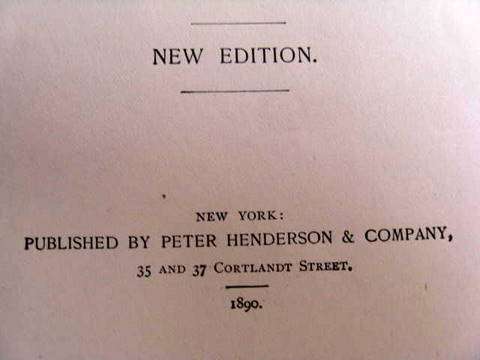 NEW EDITION.
NEW YORK:
PUBLISHED BY PETER HENDERSON & COMPANY,
35 AND 37 CORTLANDT STREET.
1890.